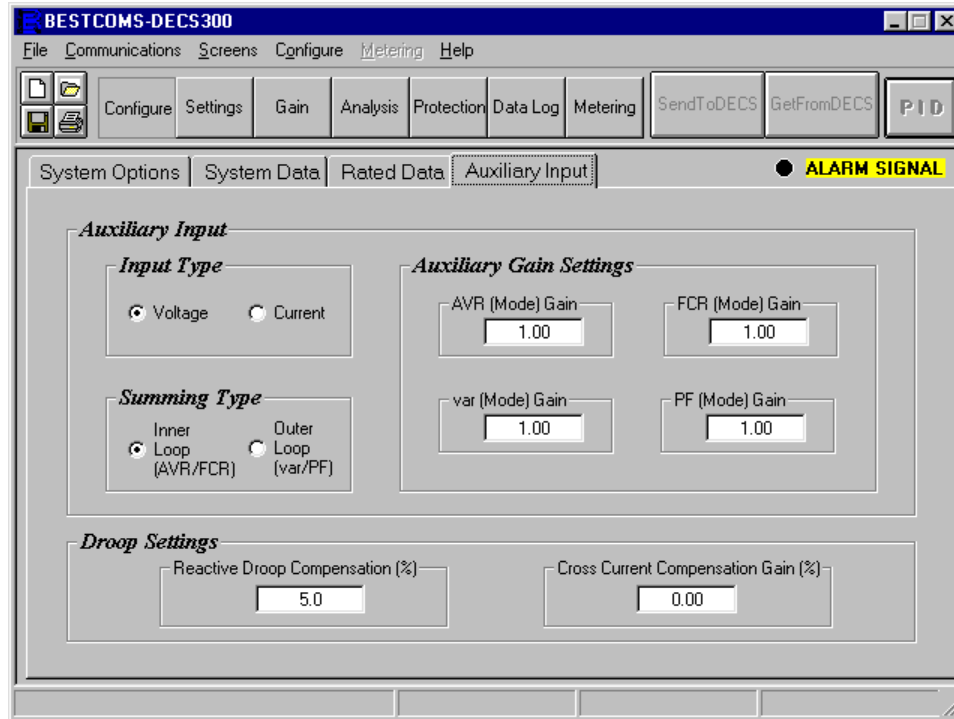 BESTCOMS-DECS300
File Communications Screens Configure Metering Help
Configure Settings Gain Analysis Protection Data Log Metering SendToDECS GetFromDECS PID
System Options System Data Rated Data Auxiliary Input ALARM SIGNAL
Auxiliary Input
Input Type
Voltage Current
Summing Type
Inner Loop (AVR/FCR)
Outer Loop (var/PF)
Auxiliary Gain Settings
AVR (Mode) Gain
1.00
FCR (Mode) Gain
1.00
var (Mode) Gain
1.00
PF (Mode) Gain
1.00
Droop Settings
Reactive Droop Compensation (%)
5.0
Cross Current Compensation Gain (%)
0.00